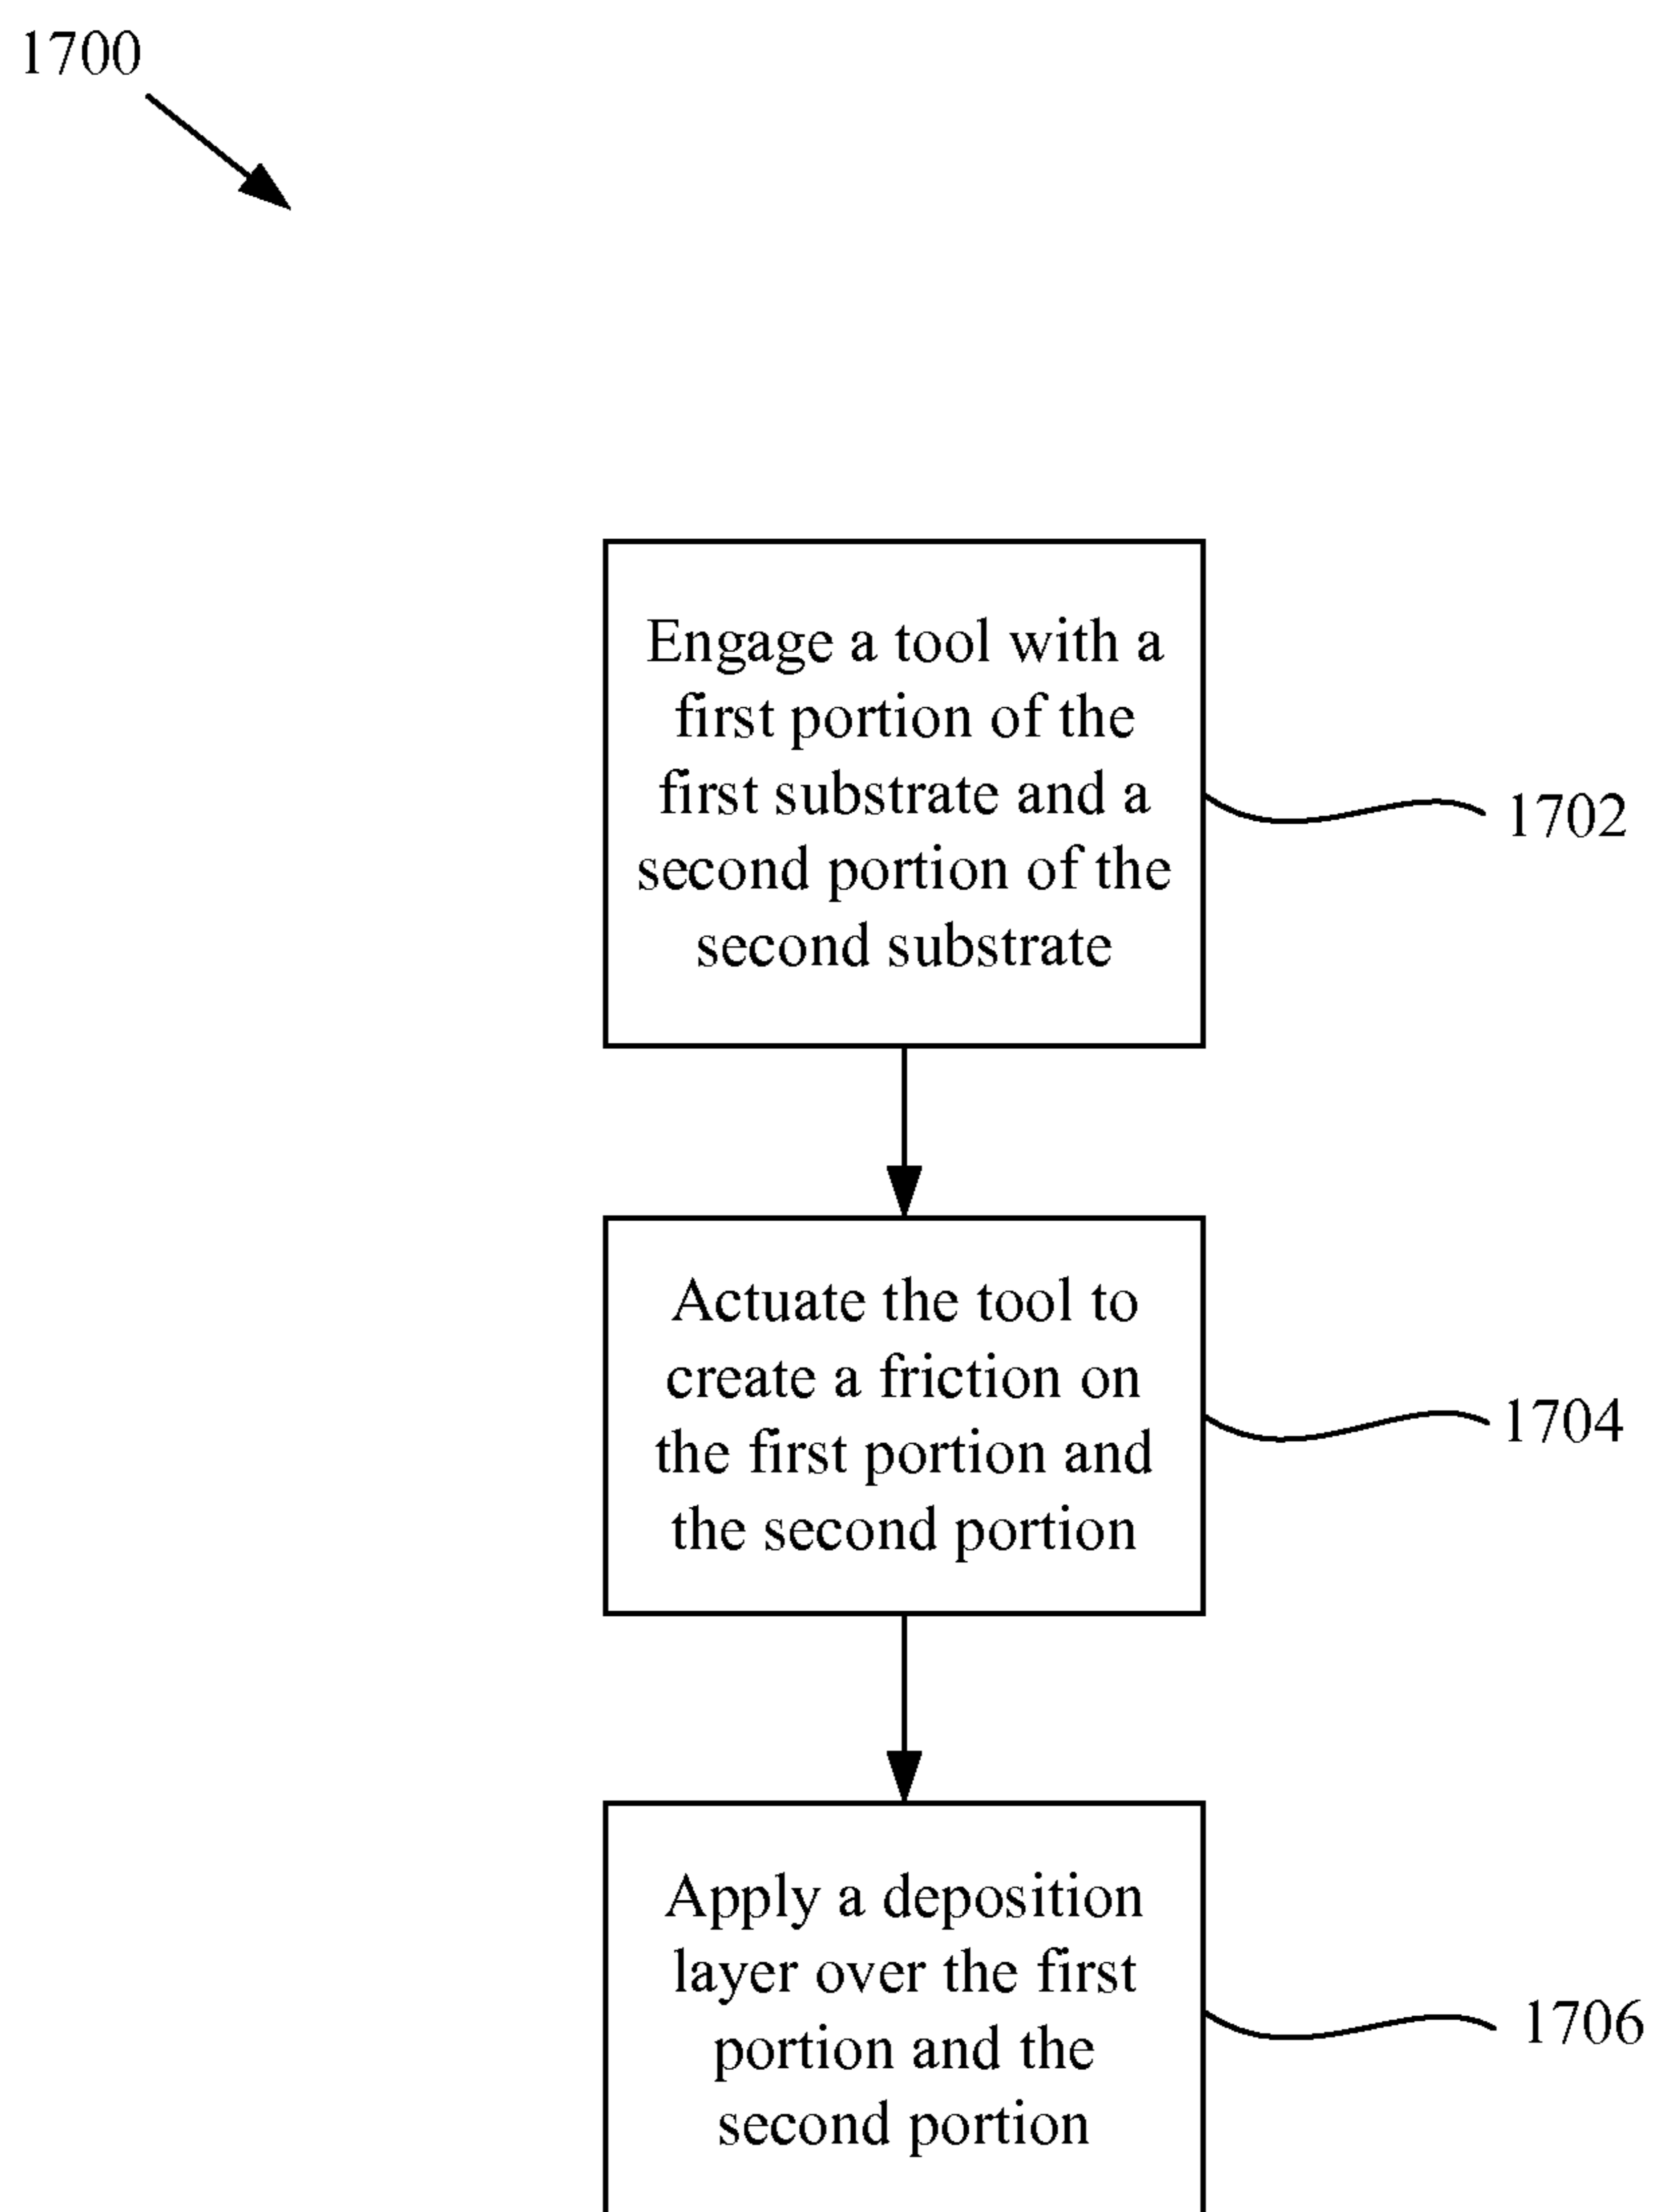 1700
Engage a tool with a
first portion of the
first substrate and a
second portion of the
second substrate
1702
Actuate the tool to
create a friction on
the first portion and
the second portion
1704
Apply a deposition
layer over the first
portion and the
second portion
1706